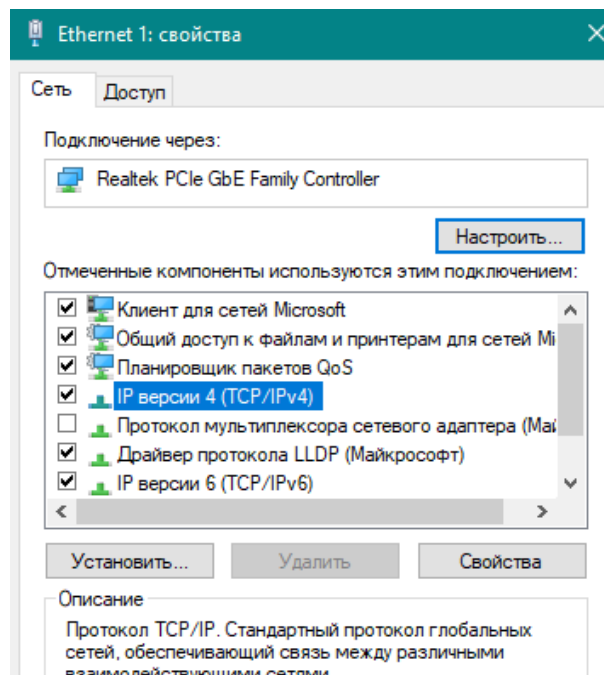 Ethernet 1: свойства
Сеть Доступ
Подключение через:
Realtek PCIe GbE Family Controller
Настроить...
Отмеченные компоненты используются этим подключением:
Клиент для сетей Microsoft
Общий доступ к файлам и принтерам для сетей Mi
Планировщик пакетов QoS
IP версии 4 (TCP/IPv4)
Протокол мультиплексора сетевого адаптера (Май
Драйвер протокола LLDP (Майкрософт)
IP версии 6 (TCP/IPv6)
Установить... Удалить Свойства
Описание
Протокол TCP/IP. Стандартный протокол глобальных
сетей, обеспечивающий связь между различными
взаимодействующими сетями